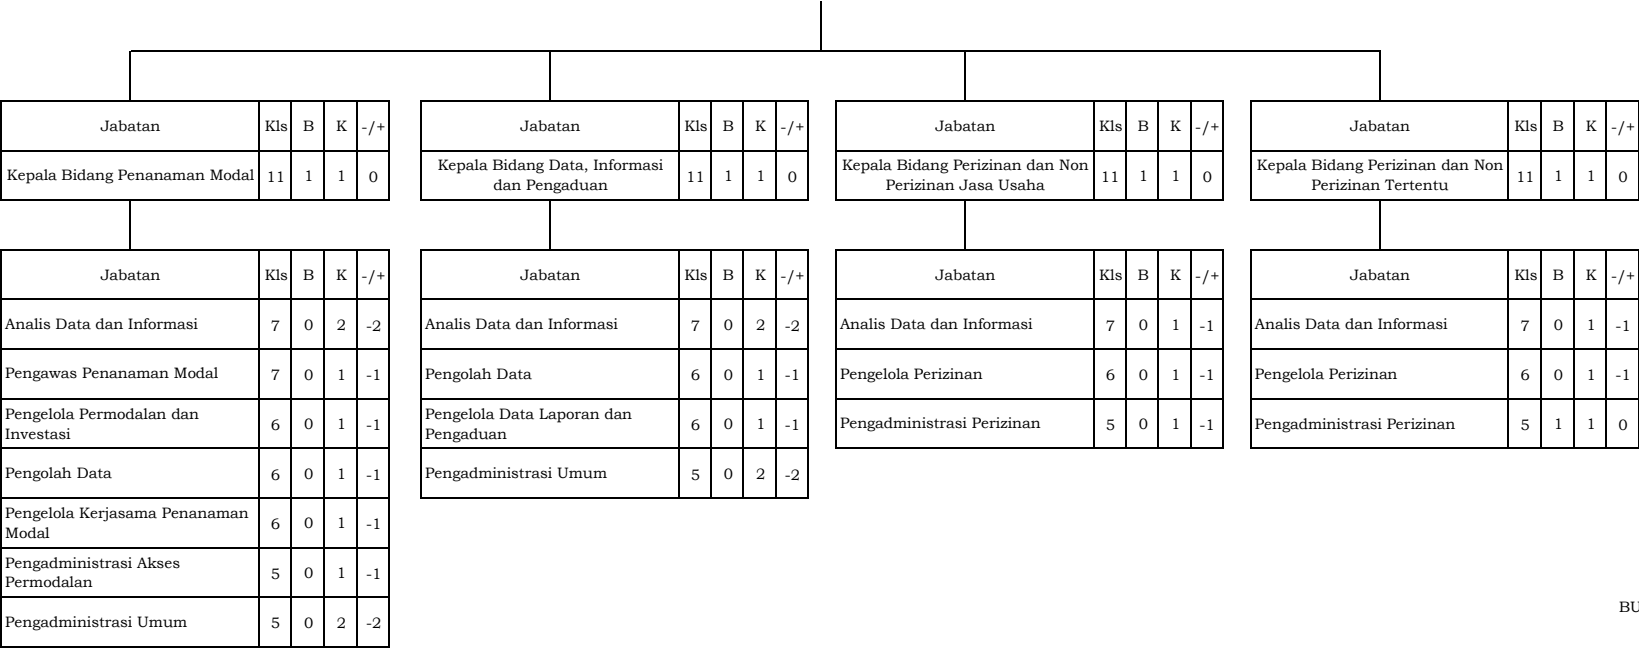 Jabatan Kls B K -/+
Kepala Bidang Penanaman Modal 11 1 1 0
Jabatan Kls B K -/+
Kepala Bidang Data, Informasi
dan Pengaduan 11 1 1 0
Jabatan Kls B K -/+
Kepala Bidang Perizinan dan Non
Perizinan Jasa Usaha 11 1 1 0
Jabatan Kls B K -/+
Kepala Bidang Perizinan dan Non
Perizinan Tertentu 11 1 1 0
Jabatan Kls B K -/+
Analis Data dan Informasi 7 0 2 -2
Pengawas Penanaman Modal 7 0 1 -1
Pengelola Permodalan dan
Investasi 6 0 1 -1
Pengolah Data 6 0 1 -1
Pengelola Kerjasama Penanaman
Modal 6 0 1 -1
Pengadministrasi Akses
Permodalan 5 0 1 -1
Pengadministrasi Umum 5 0 2 -2
Jabatan Kls B K -/+
Analis Data dan Informasi 7 0 2 -2
Pengolah Data 6 0 1 -1
Pengelola Data Laporan dan
Pengaduan 6 0 1 -1
Pengadministrasi Umum 5 0 2 -2
Jabatan Kls B K -/+
Analis Data dan Informasi 7 0 1 -1
Pengelola Perizinan 6 0 1 -1
Pengadministrasi Perizinan 5 0 1 -1
Jabatan Kls B K -/+
Analis Data dan Informasi 7 0 1 -1
Pengelola Perizinan 6 0 1 -1
Pengadministrasi Perizinan 5 1 1 0
BU